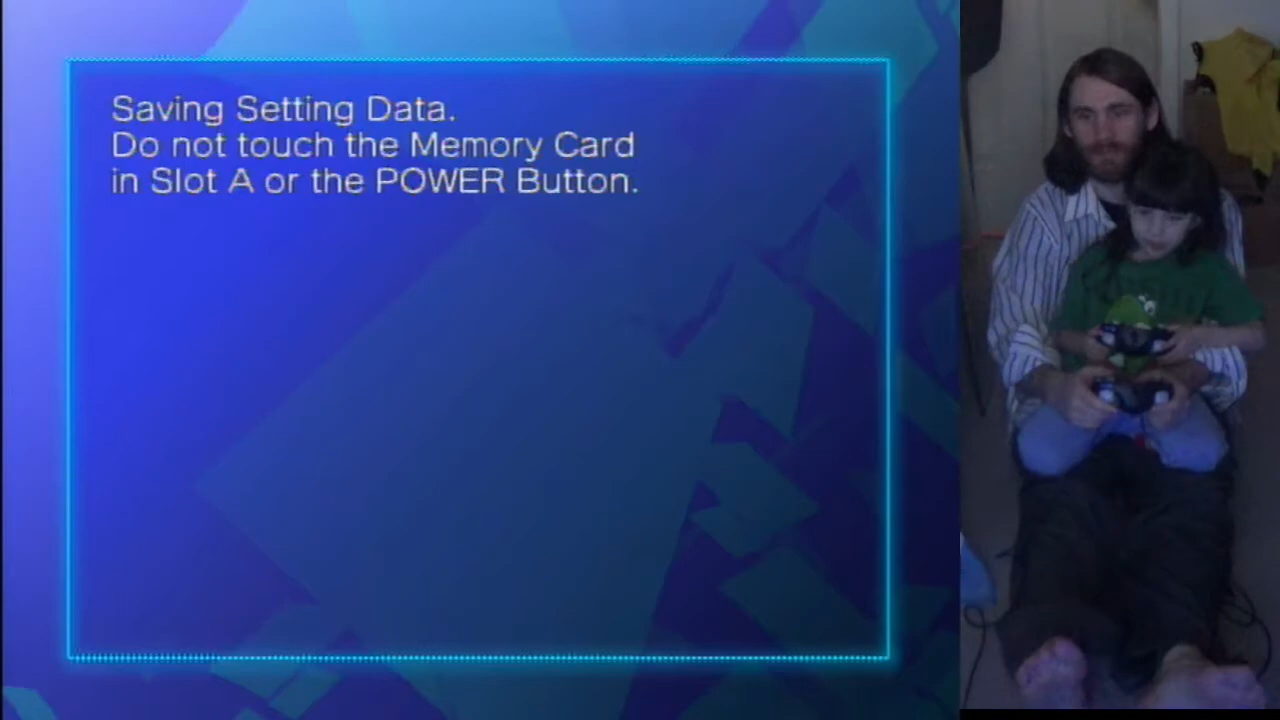 Saving Setting Data.
Do not touch the Memory Card
in Slot A or the POWER Button.